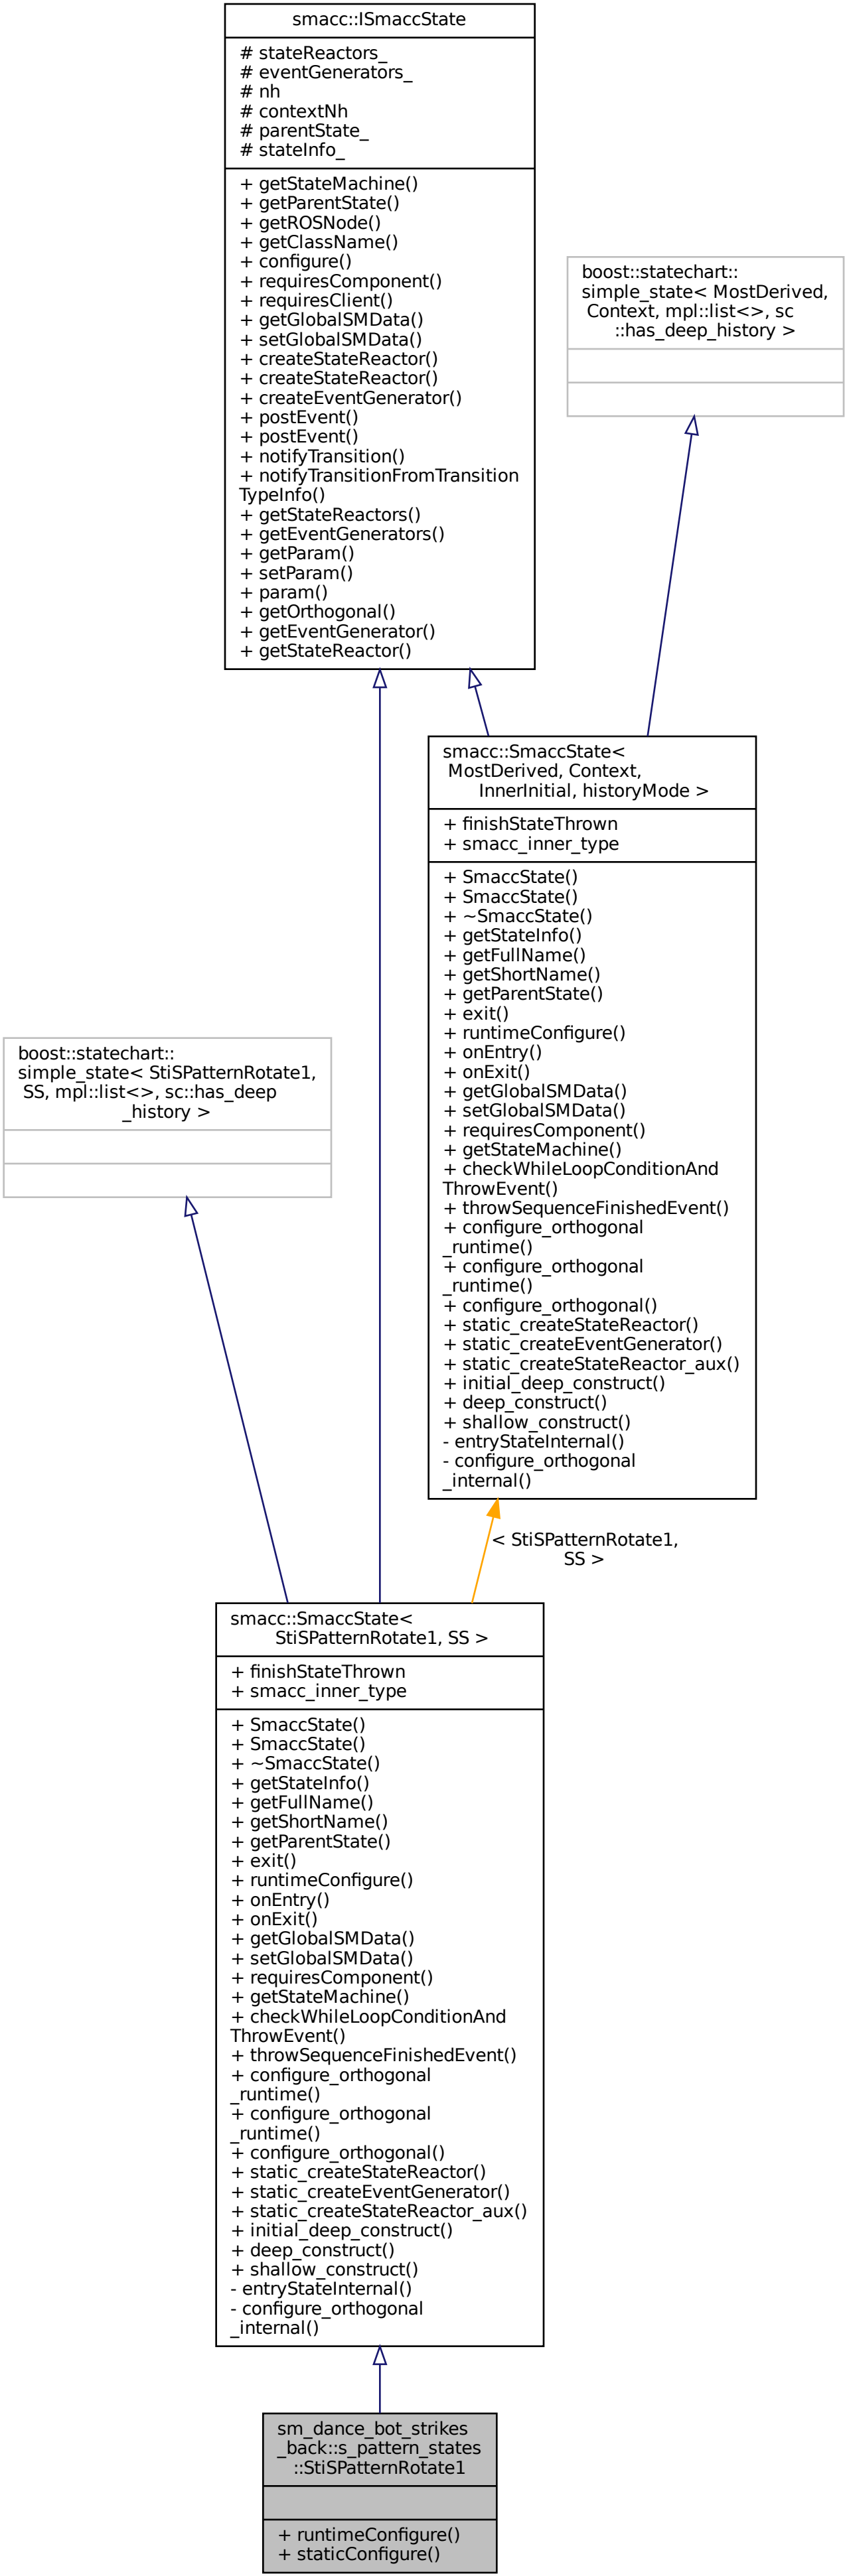 smacc::ISmaccState
# stateReactors_
# eventGenerators_
# nh
# contextNh
# parentState_
# stateInfo_
+ getStateMachine()
+ getParentState()
+ getROSNode()
+ getClassName()
+ configure()
+ requiresComponent()
+ requiresClient()
+ getGlobalSMData()
+ setGlobalSMData()
+ createStateReactor()
+ createStateReactor()
+ createEventGenerator()
+ postEvent()
+ postEvent()
+ notifyTransition()
+ notifyTransitionFromTransition
TypeInfo()
+ getStateReactors()
+ getEventGenerators()
+ getParam()
+ setParam()
+ param()
+ getOrthogonal()
+ getEventGenerator()
+ getStateReactor()
boost::statechart::
simple_state< MostDerived,
Context, mpl::list<>, sc
::has_deep_history >
smacc::SmaccState<
MostDerived, Context,
InnerInitial, historyMode >
+ finishStateThrown
+ smacc_inner_type
+ SmaccState()
+ SmaccState()
+ ~SmaccState()
+ getStateInfo()
+ getFullName()
+ getShortName()
+ getParentState()
+ exit()
+ runtimeConfigure()
+ onEntry()
+ onExit()
+ getGlobalSMData()
+ setGlobalSMData()
+ requiresComponent()
+ getStateMachine()
+ checkWhileLoopConditionAnd
ThrowEvent()
+ throwSequenceFinishedEvent()
+ configure_orthogonal
_runtime()
+ configure_orthogonal
_runtime()
+ configure_orthogonal()
+ static_createStateReactor()
+ static_createEventGenerator()
+ static_createStateReactor_aux()
+ initial_deep_construct()
+ deep_construct()
+ shallow_construct()
- entryStateInternal()
- configure_orthogonal
_internal()
boost::statechart::
simple_state< StiSPatternRotate1,
SS, mpl::list<>, sc::has_deep
_history >
< StiSPatternRotate1,
SS >
smacc::SmaccState<
StiSPatternRotate1, SS >
+ finishStateThrown
+ smacc_inner_type
+ SmaccState()
+ SmaccState()
+ ~SmaccState()
+ getStateInfo()
+ getFullName()
+ getShortName()
+ getParentState()
+ exit()
+ runtimeConfigure()
+ onEntry()
+ onExit()
+ getGlobalSMData()
+ setGlobalSMData()
+ requiresComponent()
+ getStateMachine()
+ checkWhileLoopConditionAnd
ThrowEvent()
+ throwSequenceFinishedEvent()
+ configure_orthogonal
_runtime()
+ configure_orthogonal
_runtime()
+ configure_orthogonal()
+ static_createStateReactor()
+ static_createEventGenerator()
+ static_createStateReactor_aux()
+ initial_deep_construct()
+ deep_construct()
+ shallow_construct()
- entryStateInternal()
- configure_orthogonal
_internal()
sm_dance_bot_strikes
_back::s_pattern_states
::StiSPatternRotate1
+ runtimeConfigure()
+ staticConfigure()